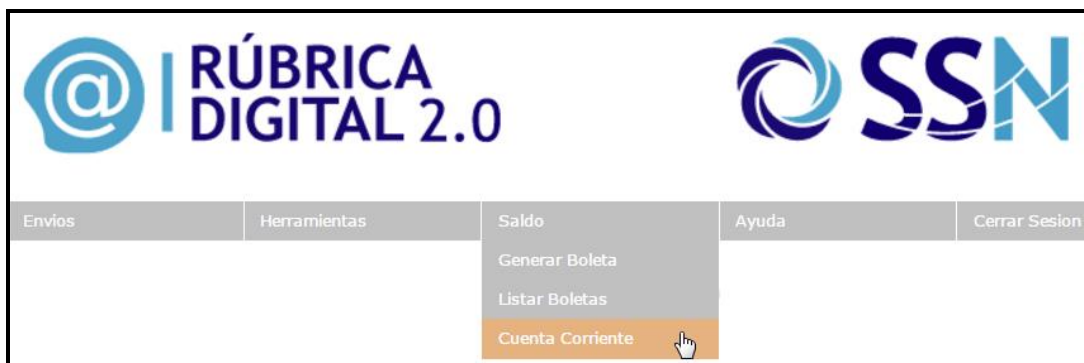 @ RÚBRICA
DIGITAL 2.0
SSN
Envios Herramientas Saldo Ayuda Cerrar Sesion
Generar Boleta
Listar Boletas
Cuenta Corriente